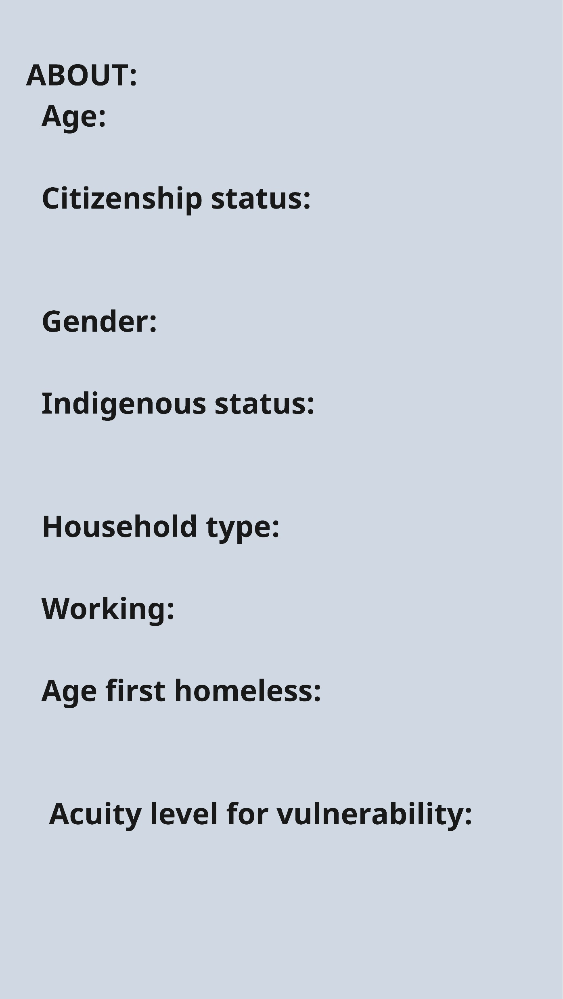 ABOUT:
Age:
Citizenship status:
Gender:
Indigenous status:
Household type:
Working:
Age first homeless:
Acuity level for vulnerability: